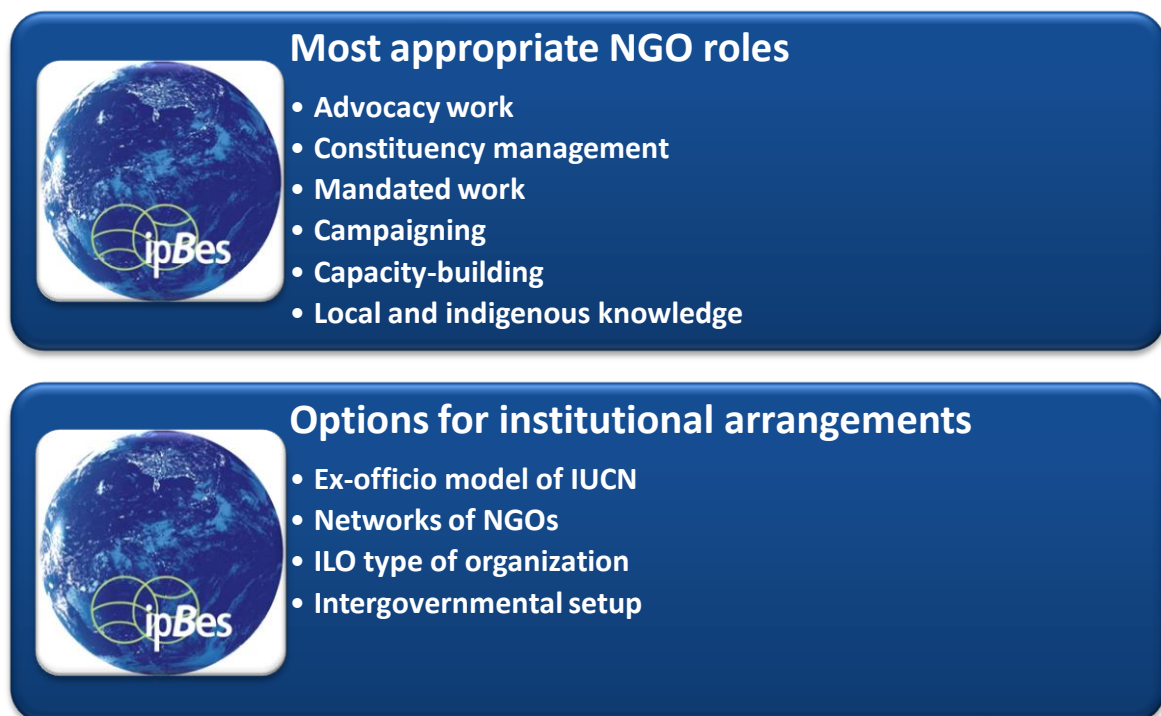 Most appropriate NGO roles
• Advocacy work
• Constituency management
• Mandated work
• Campaigning
• Capacity-building
• Local and indigenous knowledge
ipBes
Options for institutional arrangements
• Ex-officio model of IUCN
• Networks of NGOs
• ILO type of organization
• Intergovernmental setup
ipBes